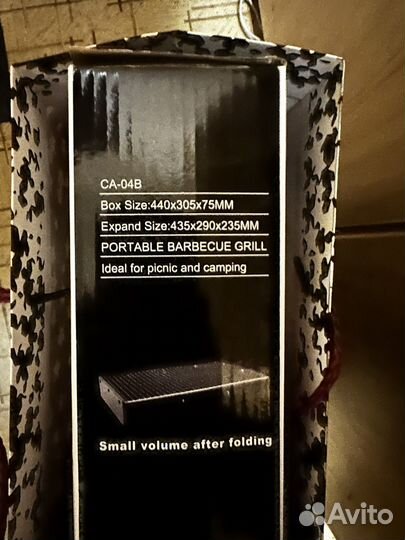 CA-04B
Box Size:440x305x75MM
Expand Size:435x290x235MM
PORTABLE BARBECUE GRILL
Ideal for picnic and camping
Small volume after folding
Avito